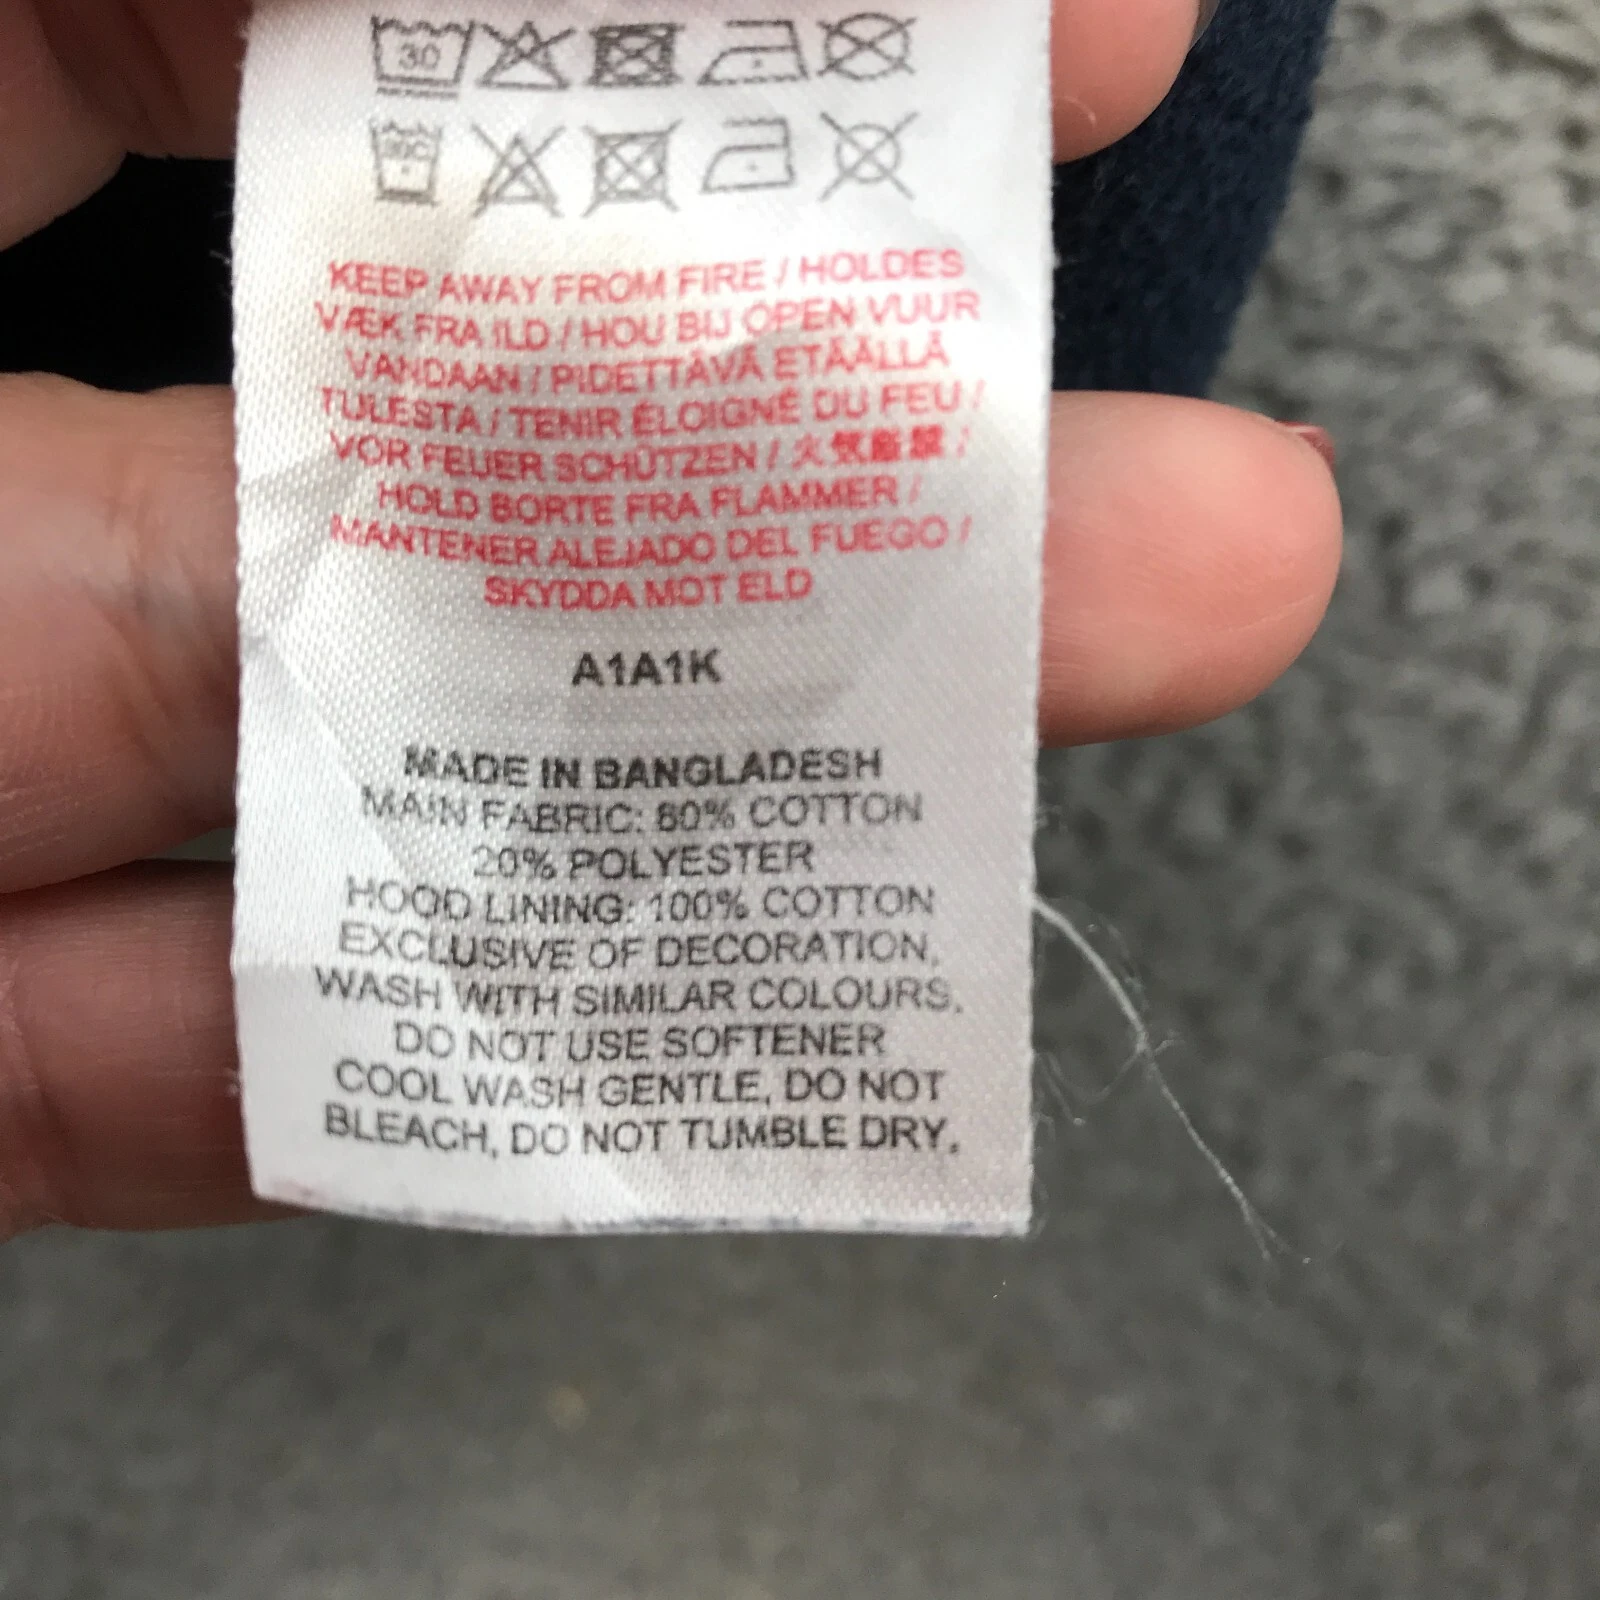 30
30C
KEEP AWAY FROM FIRE / HOLDES
VÆK FRA ILD / HOU BIJ OPEN VUUR
VANDAAN / PIDETTÄVÄ ETÄÄLLÄ
TULESTA / TENIR ÉLOIGNÉ DU FEU /
VOR FEUER SCHÜTZEN / 火気厳禁 /
HOLD BORTE FRA FLAMMER /
MANTENER ALEJADO DEL FUEGO /
SKYDDA MOT ELD
A1A1K
MADE IN BANGLADESH
MAIN FABRIC: 80% COTTON
20% POLYESTER
HOOD LINING: 100% COTTON
EXCLUSIVE OF DECORATION.
WASH WITH SIMILAR COLOURS.
DO NOT USE SOFTENER
COOL WASH GENTLE, DO NOT
BLEACH, DO NOT TUMBLE DRY.